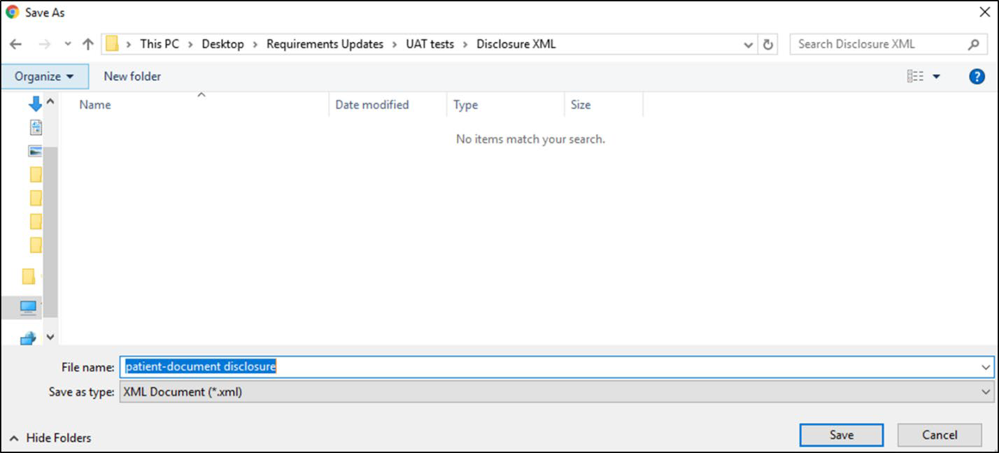 Save As
This PC > Desktop > Requirements Updates > UAT tests > Disclosure XML
Search Disclosure XML
Organize
New folder
Name
Date modified
Type
Size
No items match your search.
File name: patient-document disclosure
Save as type: XML Document (*.xml)
Hide Folders
Save
Cancel